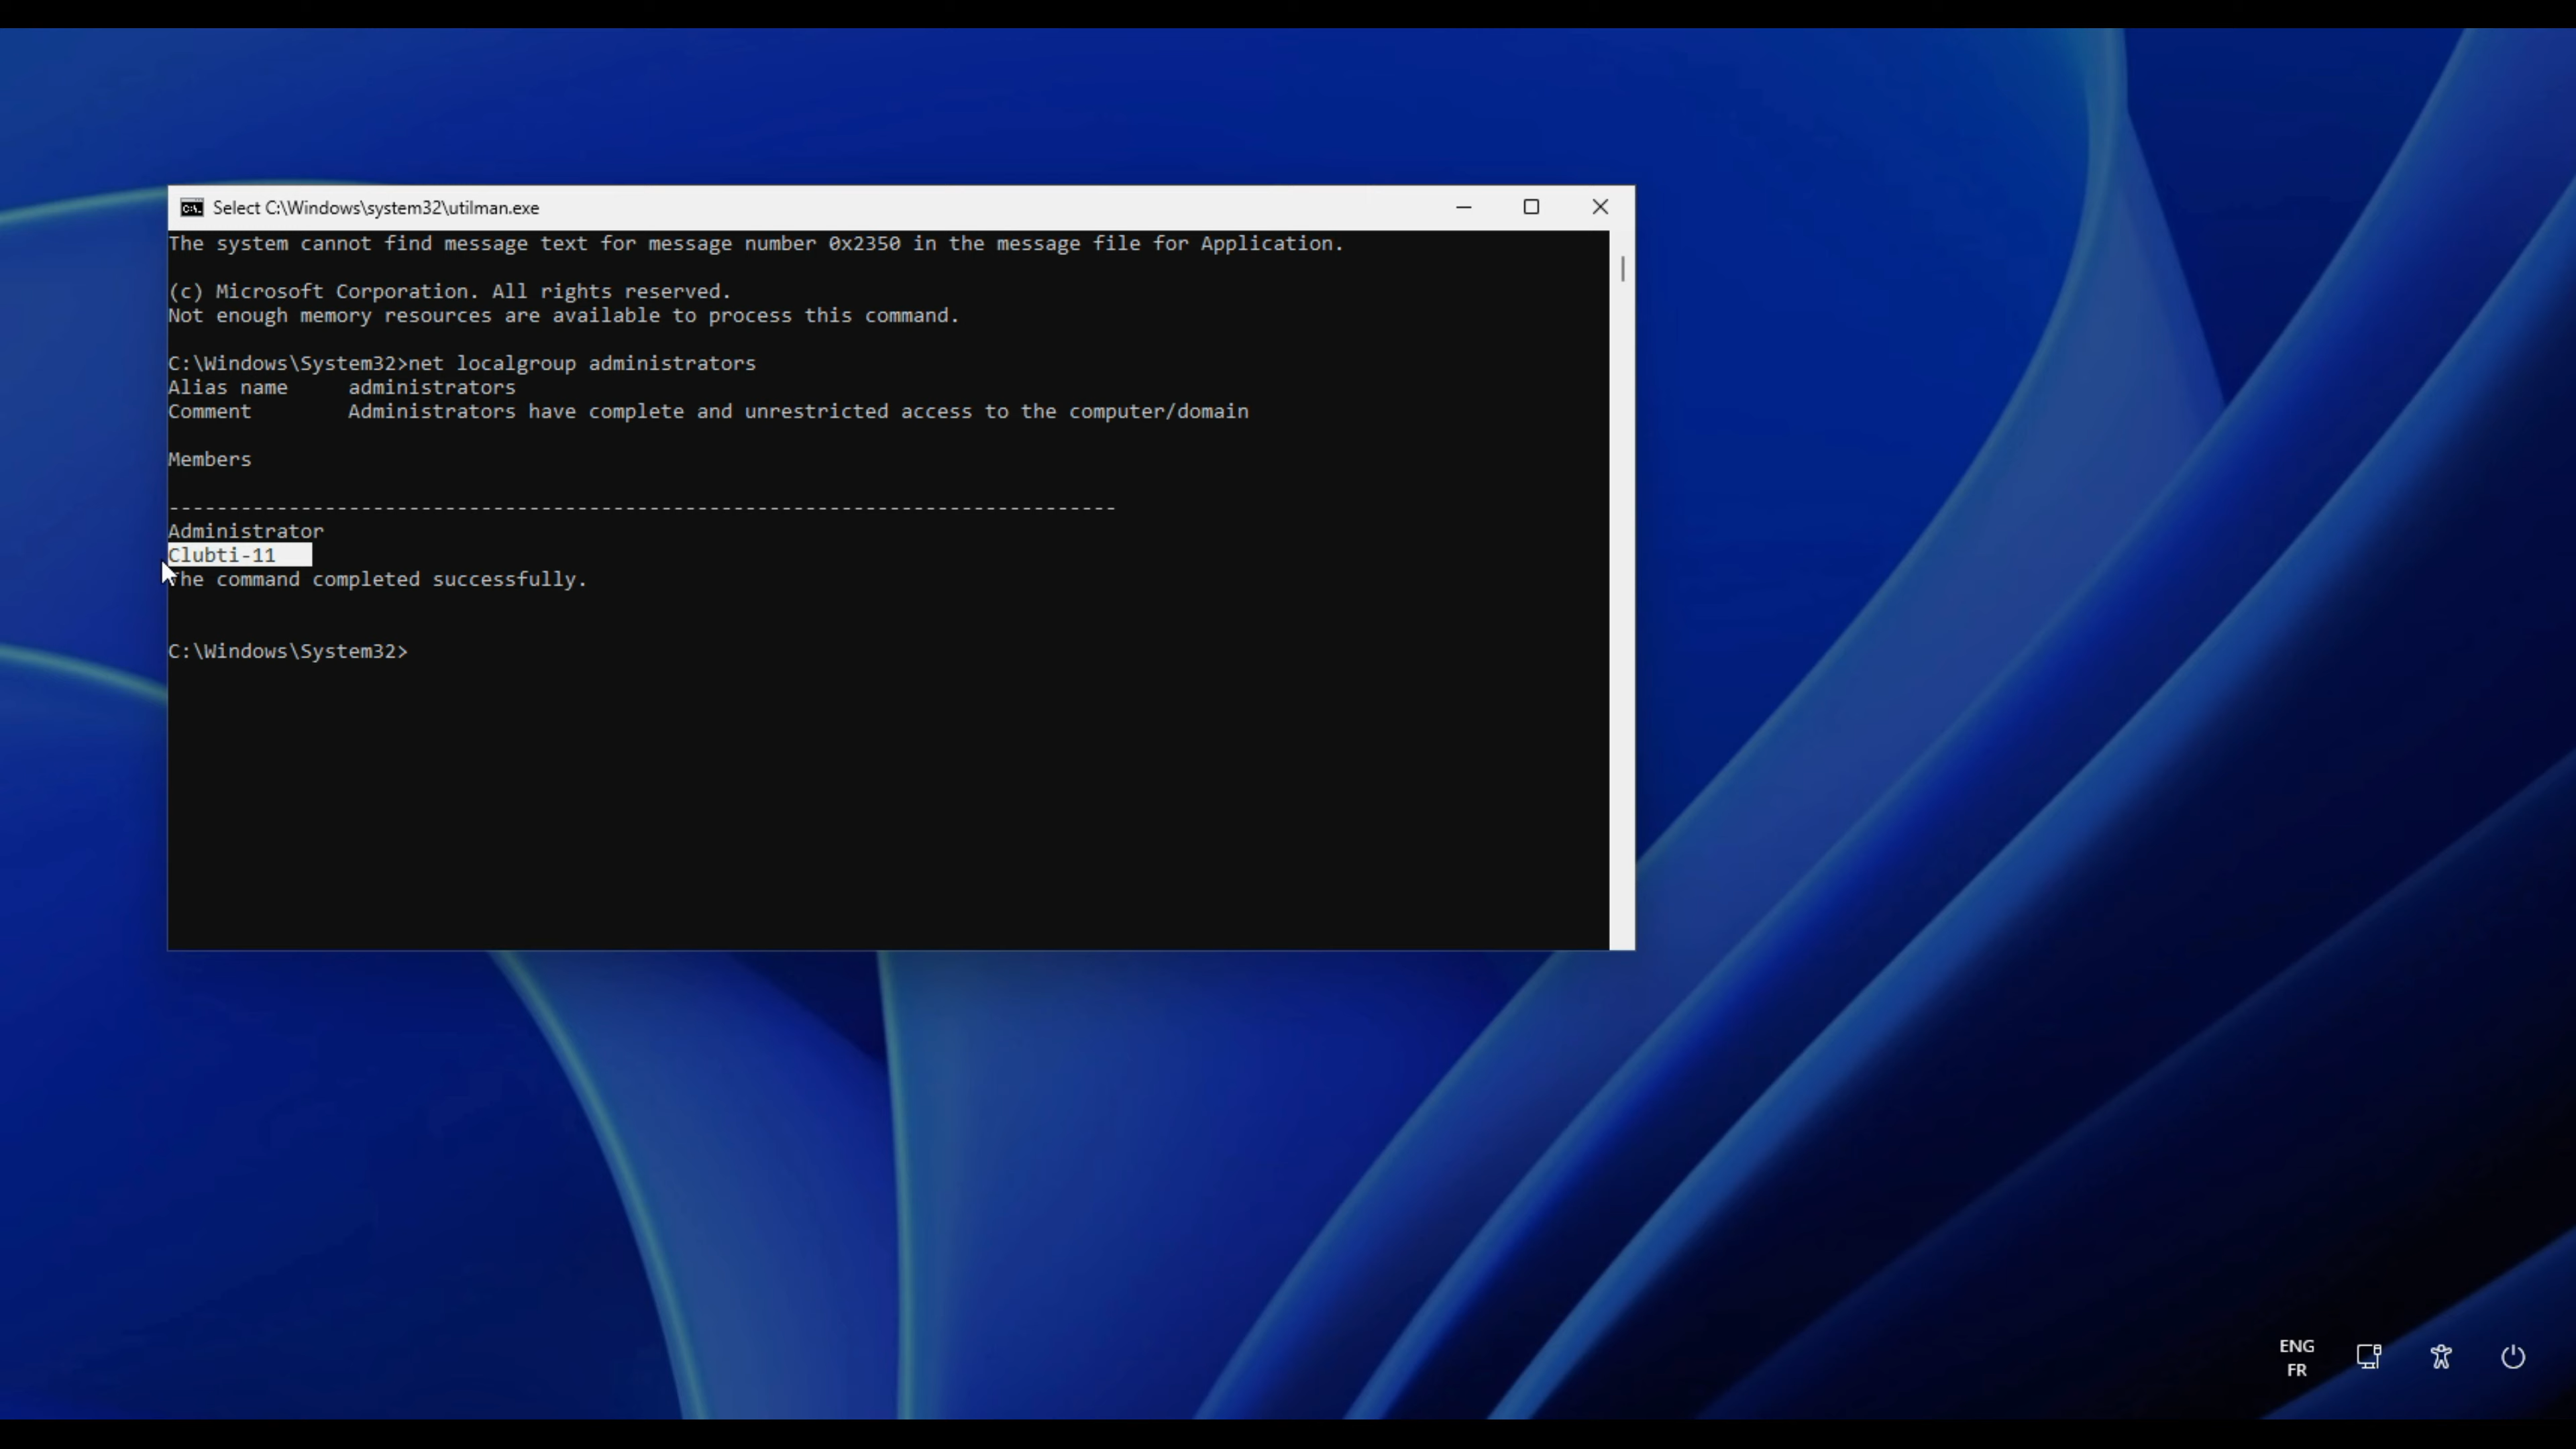 Select C:\Windows\system32\utilman.exe
The system cannot find message text for message number 0x2350 in the message file for Application.
(c) Microsoft Corporation. All rights reserved.
Not enough memory resources are available to process this command.
C:\Windows\System32>net localgroup administrators
Alias name     administrators
Comment        Administrators have complete and unrestricted access to the computer/domain
Members
-------------------------------------------------------------------------------
Administrator
Clubti-11
The command completed successfully.
C:\Windows\System32>
ENG
FR